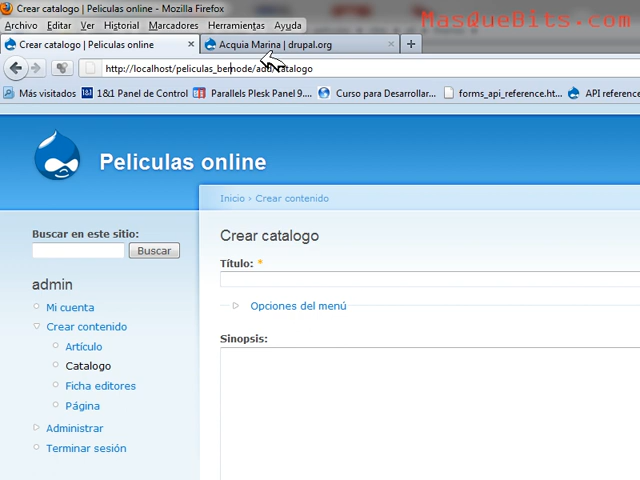 Crear catalogo | Peliculas online - Mozilla Firefox
MasQueBits.com
Archivo Editar Ver Historial Marcadores Herramientas Ayuda
Crear catalogo | Peliculas online × Acquia Marina | drupal.org × +
http://localhost/peliculas_be/node/add/catalogo
Más visitados 1&1 Panel de Control Parallels Plesk Panel 9.... Curso para Desarrollar... forms_api_reference.ht... API reference
Peliculas online
Inicio › Crear contenido
Buscar en este sitio:
Buscar
Crear catalogo
Título: *
admin
Mi cuenta
Opciones del menú
Crear contenido
Sinopsis:
Artículo
Catalogo
Ficha editores
Página
Administrar
Terminar sesión